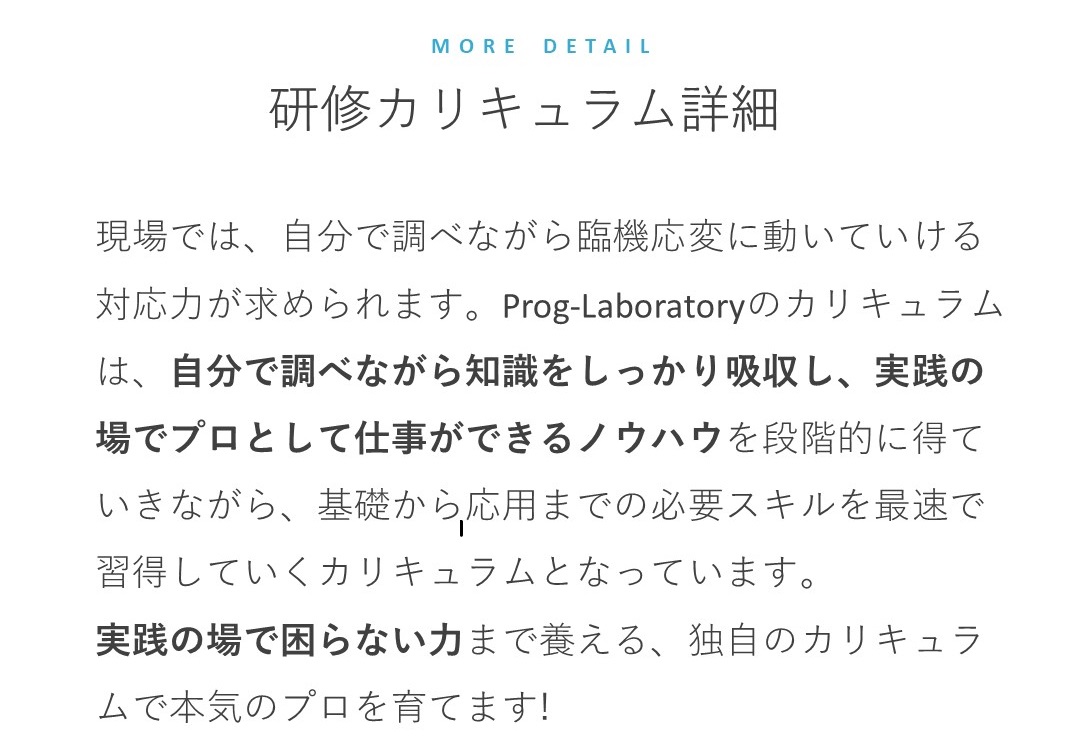 MORE DETAIL
研修カリキュラム詳細
現場では、自分で調べながら臨機応変に動いていける
対応力が求められます。Prog-Laboratoryのカリキュラム
は、自分で調べながら知識をしっかり吸収し、実践の
場でプロとして仕事ができるノウハウを段階的に得て
いきながら、基礎から応用までの必要スキルを最速で
習得していくカリキュラムとなっています。
実践の場で困らない力まで養える、独自のカリキュラ
ムで本気のプロを育てます!